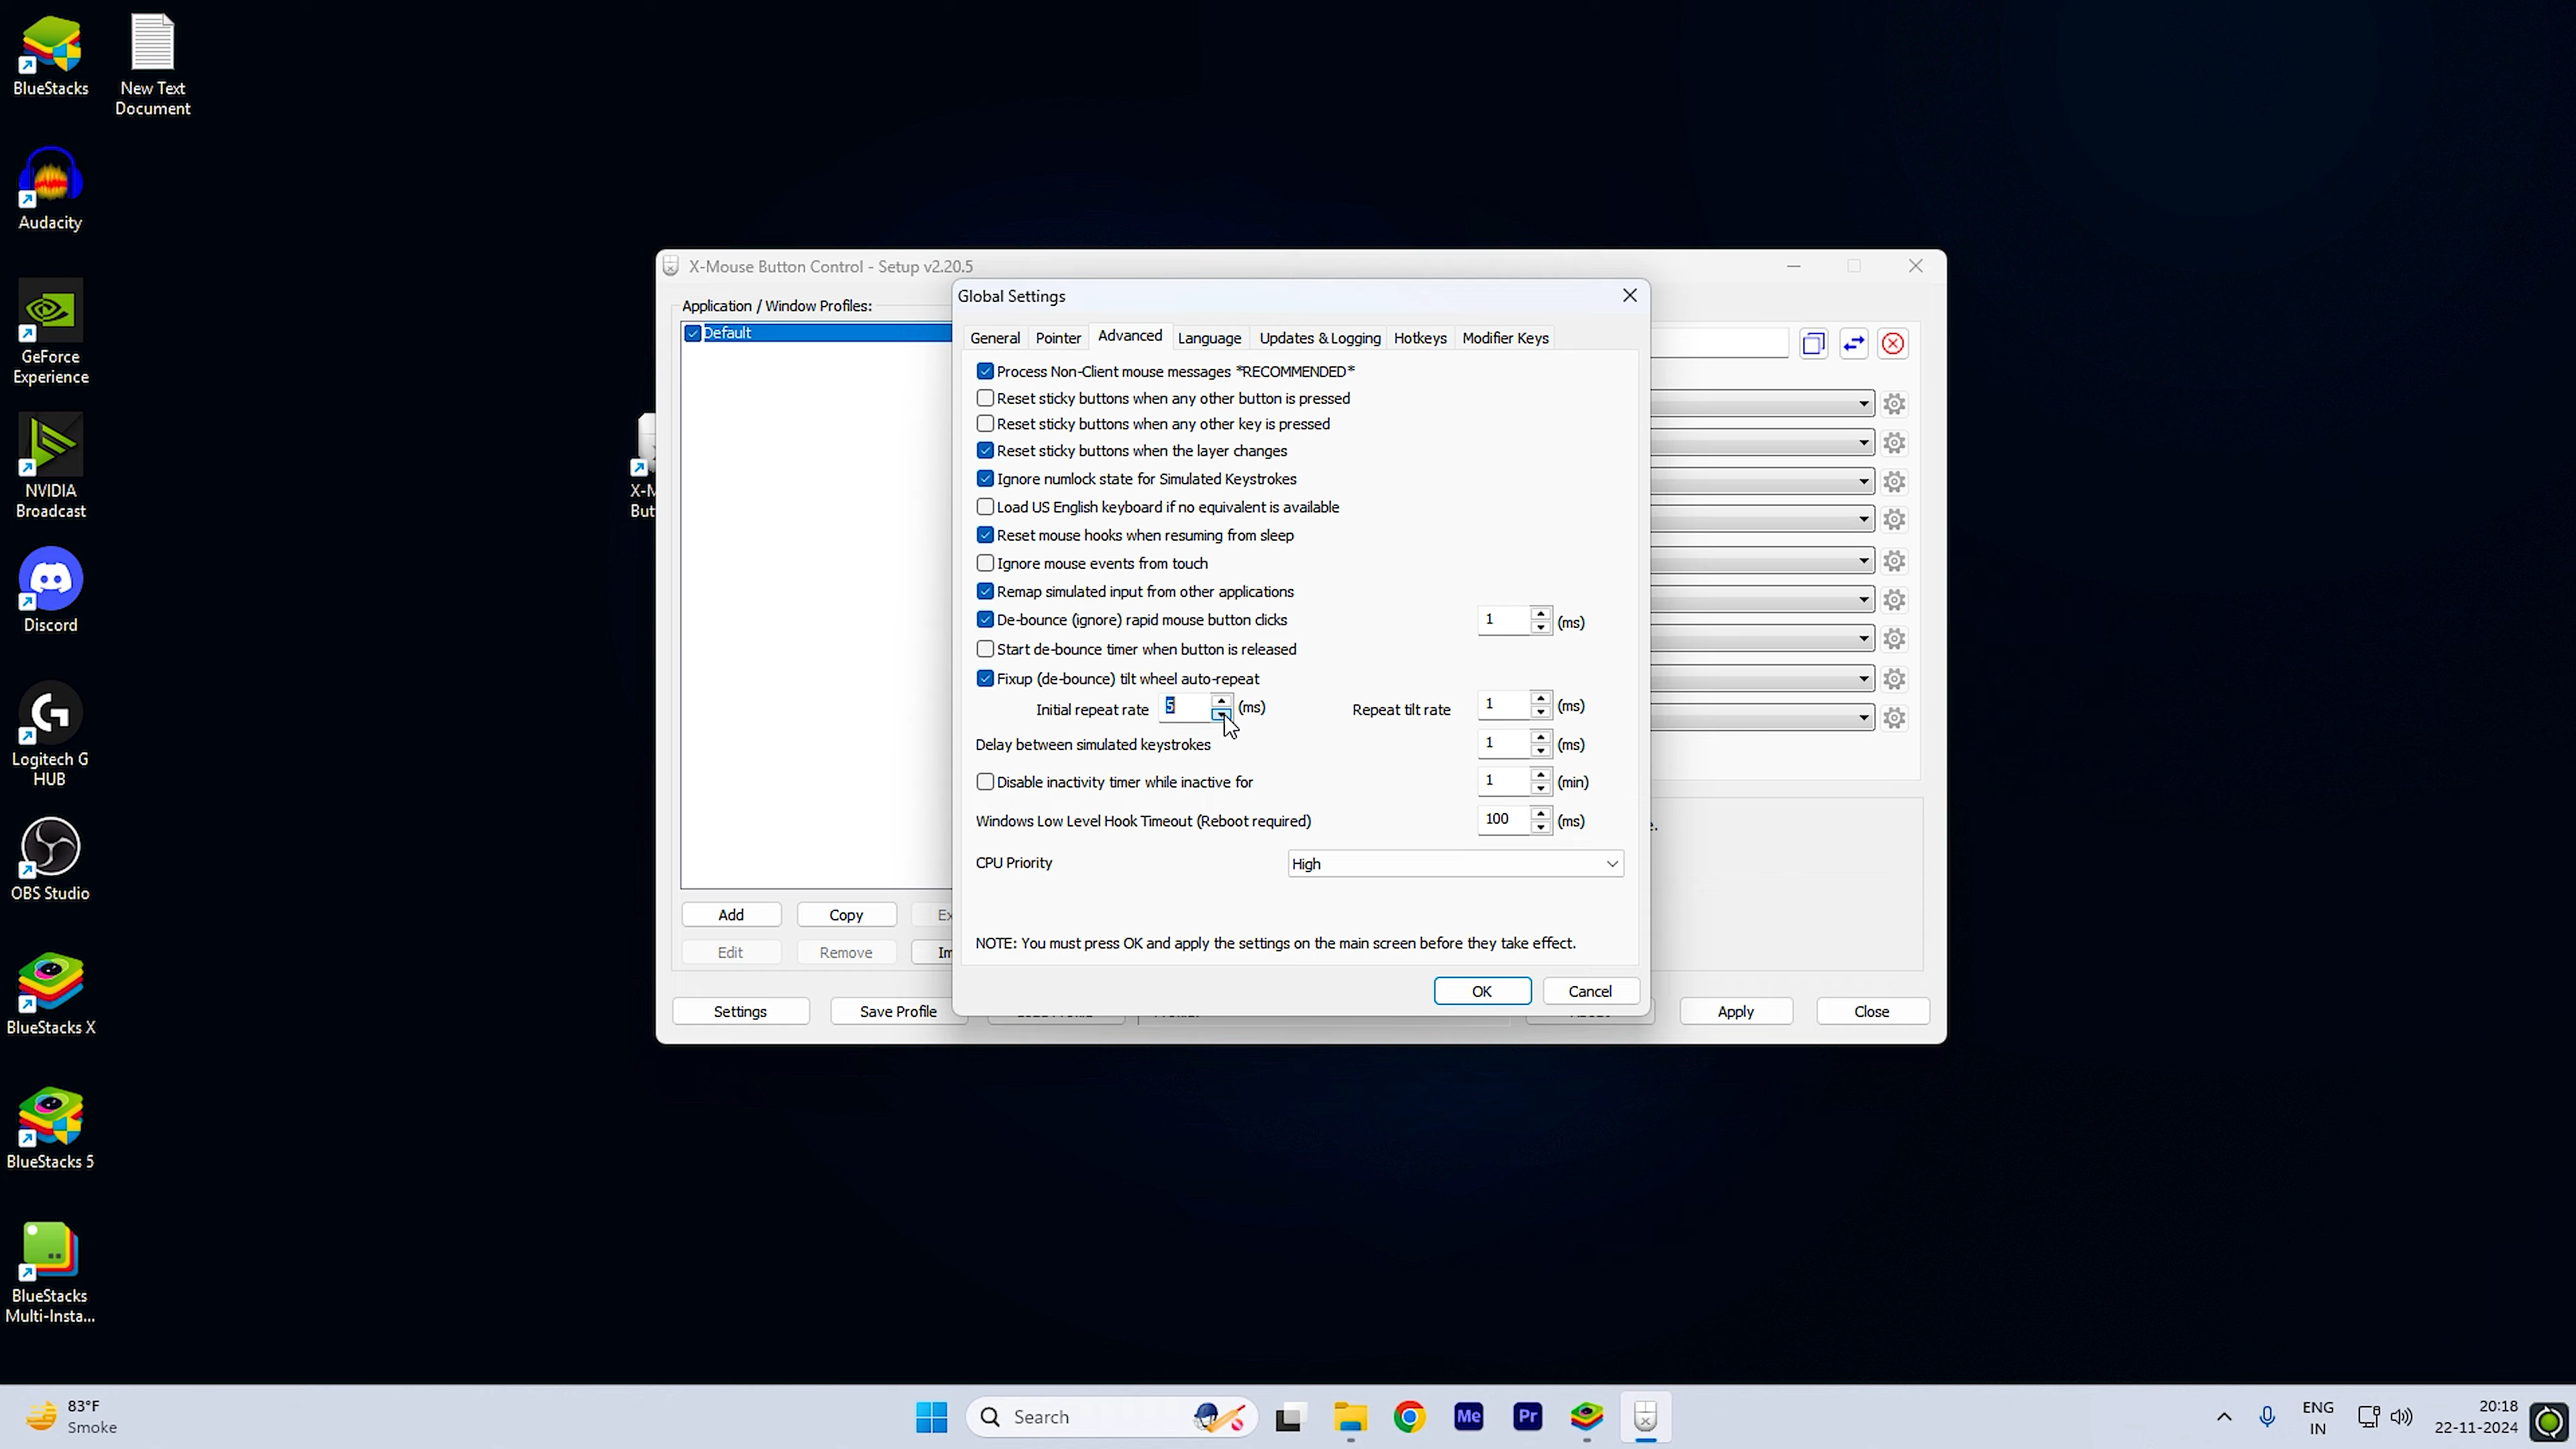 BlueStacks
New Text
Document
Audacity
GeForce
Experience
NVIDIA
Broadcast
Discord
Logitech G
HUB
OBS Studio
BlueStacks X
BlueStacks 5
BlueStacks
Multi-Insta...
X-M
But
X-Mouse Button Control - Setup v2.20.5
Application / Window Profiles:
Default
Add
Copy
Ex
Edit
Remove
Im
Settings
Save Profile
Apply
Close
Global Settings
General
Pointer
Advanced
Language
Updates & Logging
Hotkeys
Modifier Keys
Process Non-Client mouse messages *RECOMMENDED*
Reset sticky buttons when any other button is pressed
Reset sticky buttons when any other key is pressed
Reset sticky buttons when the layer changes
Ignore numlock state for Simulated Keystrokes
Load US English keyboard if no equivalent is available
Reset mouse hooks when resuming from sleep
Ignore mouse events from touch
Remap simulated input from other applications
De-bounce (ignore) rapid mouse button clicks 1 (ms)
Start de-bounce timer when button is released
Fixup (de-bounce) tilt wheel auto-repeat
Initial repeat rate 5 (ms) Repeat tilt rate 1 (ms)
Delay between simulated keystrokes 1 (ms)
Disable inactivity timer while inactive for 1 (min)
Windows Low Level Hook Timeout (Reboot required) 100 (ms)
CPU Priority High
NOTE: You must press OK and apply the settings on the main screen before they take effect.
OK
Cancel
83°F
Smoke
Search
Me
Pr
ENG
IN
20:18
22-11-2024